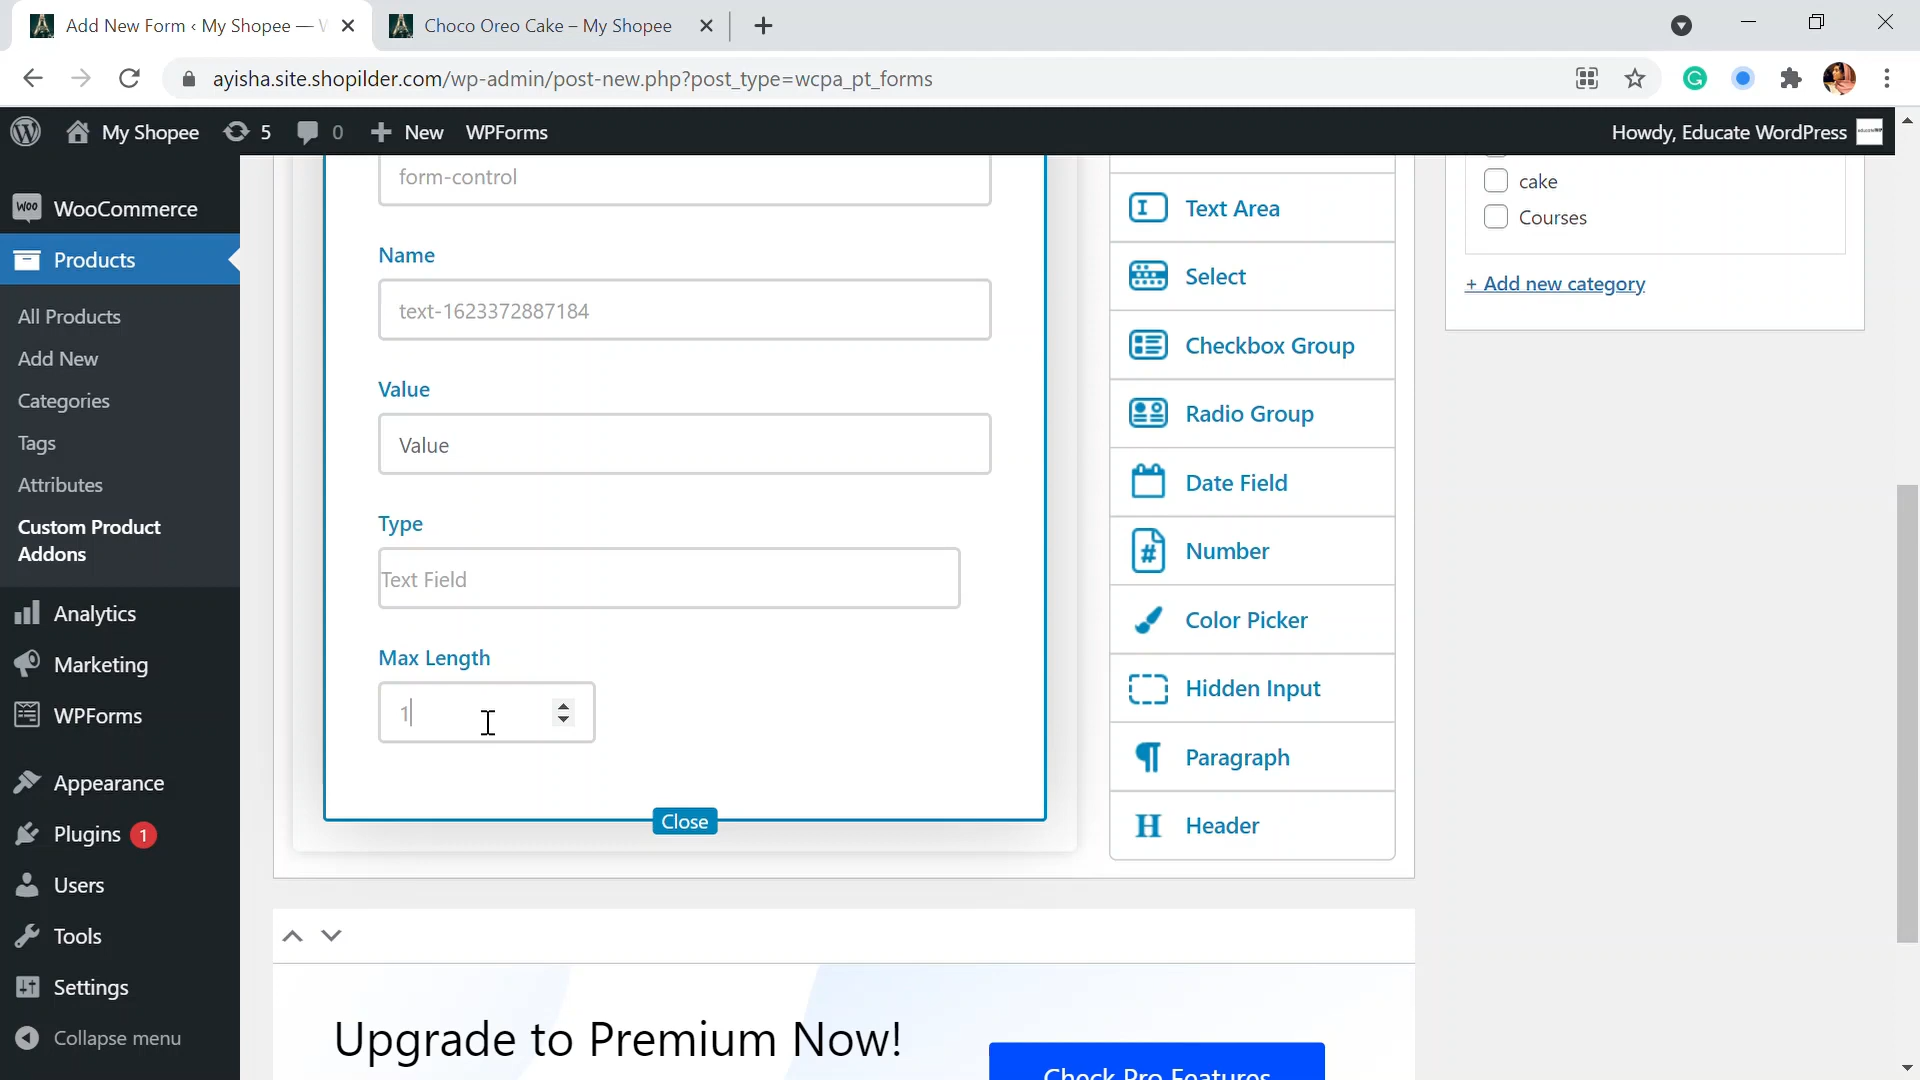 Add New Form ‹ My Shopee —
Choco Oreo Cake – My Shopee
ayisha.site.shopilder.com/wp-admin/post-new.php?post_type=wcpa_pt_forms
My Shopee 5 0 New WPForms
Howdy, Educate WordPress
WooCommerce
Products
All Products
Add New
Categories
Tags
Attributes
Custom Product
Addons
Analytics
Marketing
WPForms
Appearance
Plugins 1
Users
Tools
Settings
Collapse menu
form-control
Name
text-1623372887184
Value
Value
Type
Text Field
Max Length
1
Close
Text Area
Select
Checkbox Group
Radio Group
Date Field
Number
Color Picker
Hidden Input
Paragraph
Header
cake
Courses
+ Add new category
Upgrade to Premium Now!
Check Pro Features